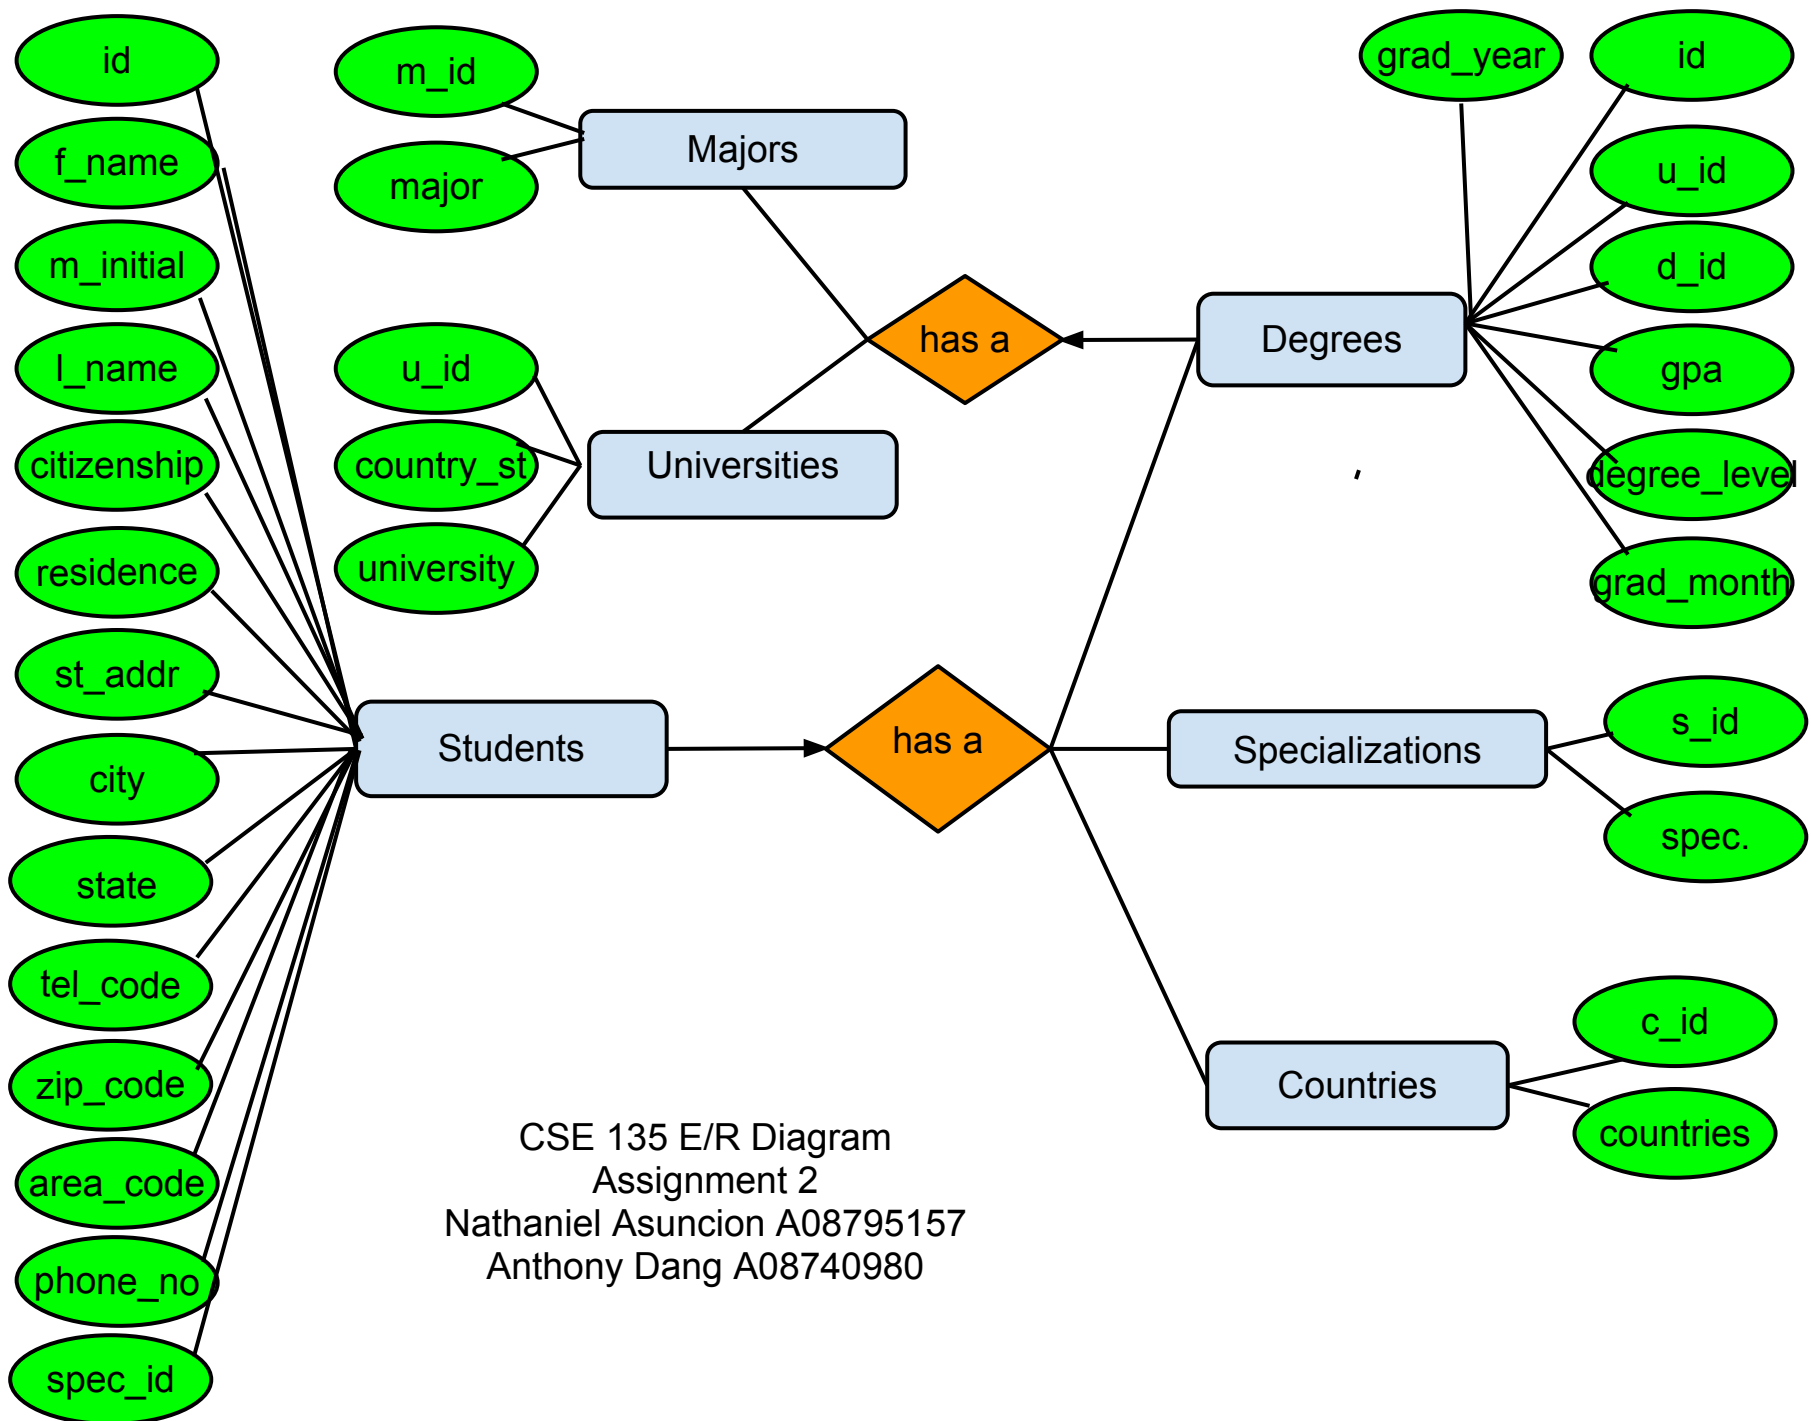 id
f_name
m_initial
l_name
citizenship
residence
st_addr
city
state
tel_code
zip_code
area_code
phone_no
spec_id
m_id
major
Majors
u_id
country_st
university
Universities
has a
Degrees
grad_year
id
u_id
d_id
gpa
degree_level
grad_month
,
Students
has a
Specializations
s_id
spec.
Countries
c_id
countries
CSE 135 E/R Diagram
Assignment 2
Nathaniel Asuncion A08795157
Anthony Dang A08740980